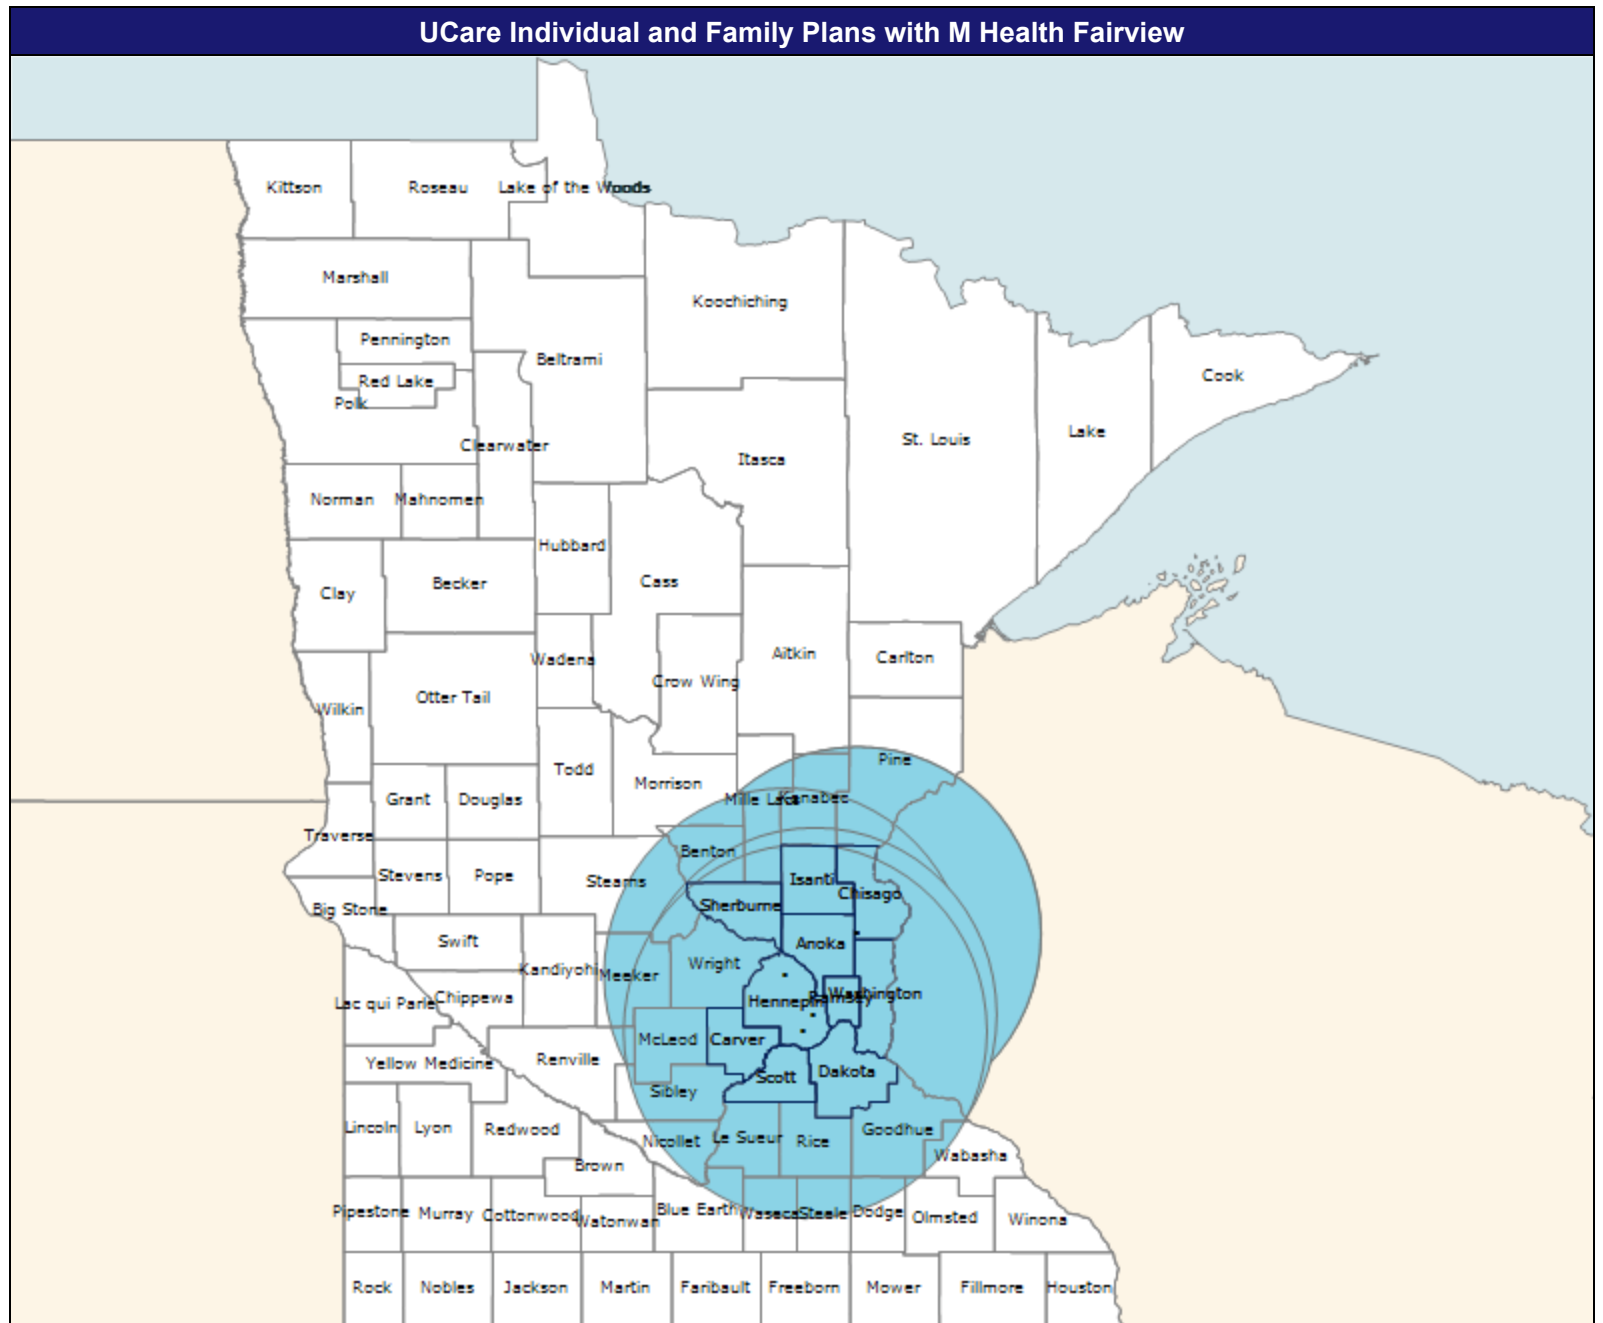 UCare Individual and Family Plans with M Health Fairview
Kittson
Roseau
Lake of the Woods
Marshall
Koochiching
Pennington
Beltrami
Red Lake
Polk
Cook
Clearwater
St. Louis
Lake
Itasca
Norman
Mahnomen
Hubbard
Cass
Clay
Becker
Wadena
Aitkin
Carlton
Crow Wing
Otter Tail
Wilkin
Pine
Todd
Morrison
Grant
Douglas
Mille Lacs
Kanabec
Traverse
Benton
Stevens
Pope
Stearns
Isanti
Chisago
Big Stone
Sherburne
Swift
Anoka
Kandiyohi
Meeker
Wright
Lac qui Parle
Chippewa
Hennepin
Ramsey
Washington
McLeod
Carver
Yellow Medicine
Renville
Scott
Dakota
Sibley
Lincoln
Lyon
Redwood
Nicollet
Le Sueur
Rice
Goodhue
Brown
Wabasha
Pipestone
Murray
Cottonwood
Watonwan
Blue Earth
Waseca
Steele
Dodge
Olmsted
Winona
Rock
Nobles
Jackson
Martin
Faribault
Freeborn
Mower
Fillmore
Houston